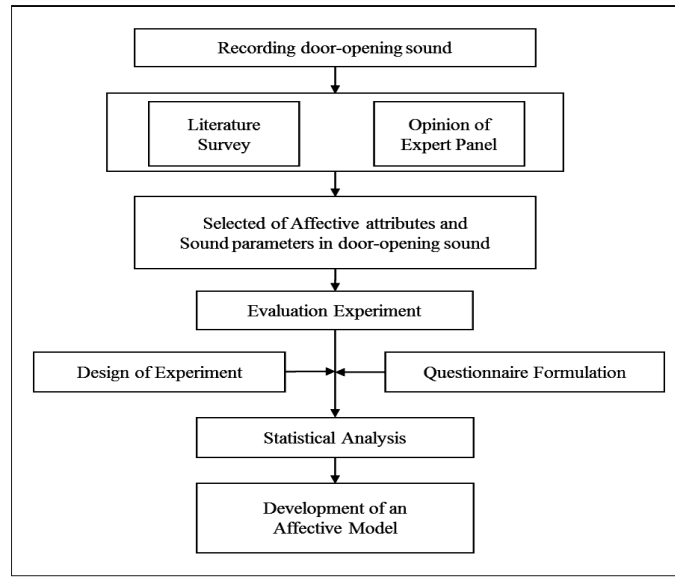 Recording door-opening sound
Literature
Survey
Opinion of
Expert Panel
Selected of Affective attributes and
Sound parameters in door-opening sound
Evaluation Experiment
Design of Experiment
Questionnaire Formulation
Statistical Analysis
Development of an
Affective Model